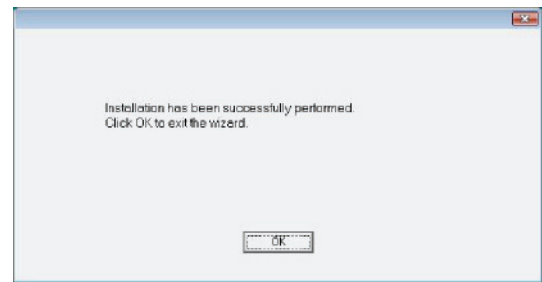 Installation has been successfully performed.
Click OK to exit the wizard.
OK